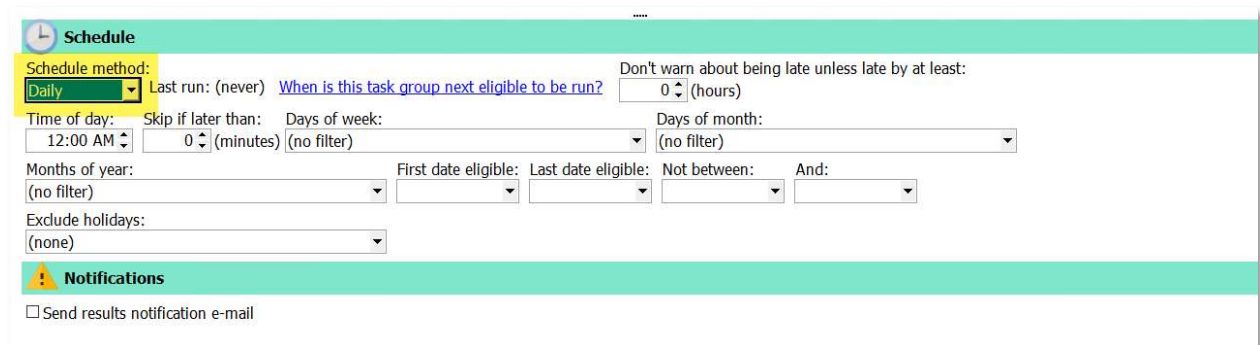 .....
Schedule
Schedule method: Don't warn about being late unless late by at least:
Daily Last run: (never) When is this task group next eligible to be run? 0 (hours)
Time of day: Skip if later than: Days of week: Days of month:
12:00 AM 0 (minutes) (no filter) (no filter)
Months of year: First date eligible: Last date eligible: Not between: And:
(no filter)
Exclude holidays:
(none)
Notifications
Send results notification e-mail